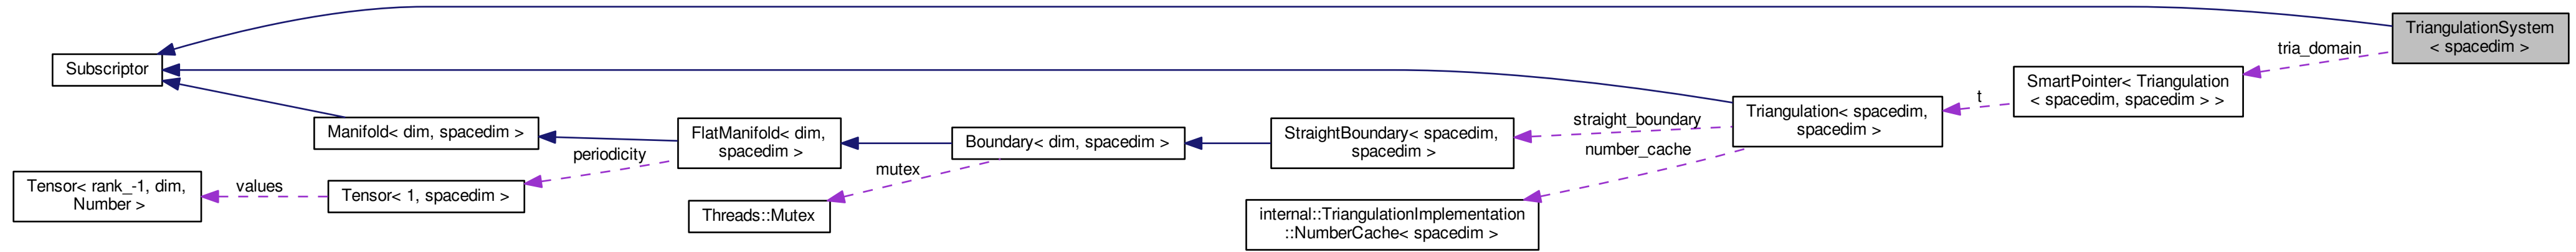 TriangulationSystem
< spacedim >
tria_domain
Subscriptor
SmartPointer< Triangulation
< spacedim, spacedim > >
t
Triangulation< spacedim,
spacedim >
straight_boundary
number_cache
StraightBoundary< spacedim,
spacedim >
Boundary< dim, spacedim >
FlatManifold< dim,
spacedim >
Manifold< dim, spacedim >
periodicity
mutex
Tensor< rank_-1, dim,
Number >
values
Tensor< 1, spacedim >
Threads::Mutex
internal::TriangulationImplementation
::NumberCache< spacedim >